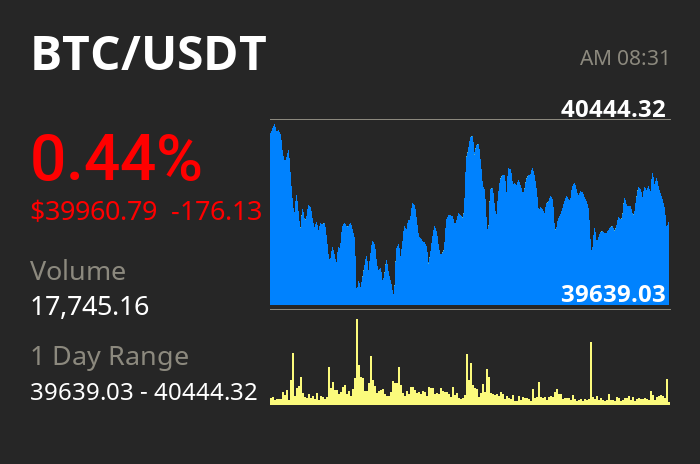 BTC/USDT
AM 08:31
40444.32
0.44%
$39960.79 -176.13
Volume
17,745.16
39639.03
1 Day Range
39639.03 - 40444.32